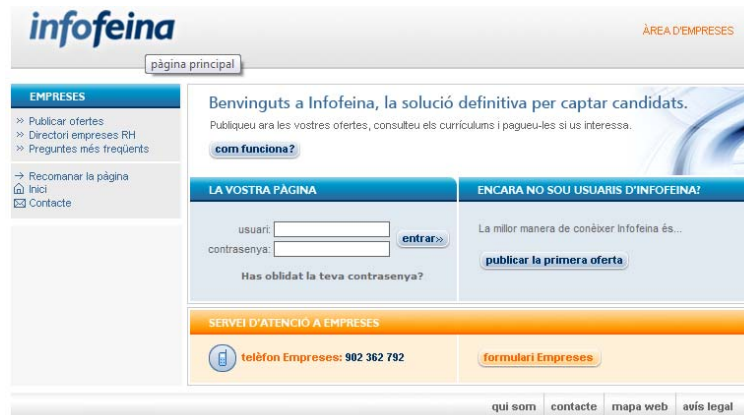 infofeina
ÀREA D'EMPRESES
pàgina principal
EMPRESES
» Publicar ofertes
» Directori empreses RH
» Preguntes més freqüents
→ Recomanar la pàgina
Inici
Contacte
Benvinguts a Infofeina, la solució definitiva per captar candidats.
Publiqueu ara les vostres ofertes, consulteu els currículums i pagueu-les si us interessa.
com funciona?
LA VOSTRA PÀGINA
usuari:
contrasenya:
entrar»
Has oblidat la teva contrasenya?
ENCARA NO SOU USUARIS D'INFOFEINA?
La millor manera de conèixer Infofeina és...
publicar la primera oferta
SERVEI D'ATENCIÓ A EMPRESES
telèfon Empreses: 902 362 792
formulari Empreses
qui som contacte mapa web avís legal